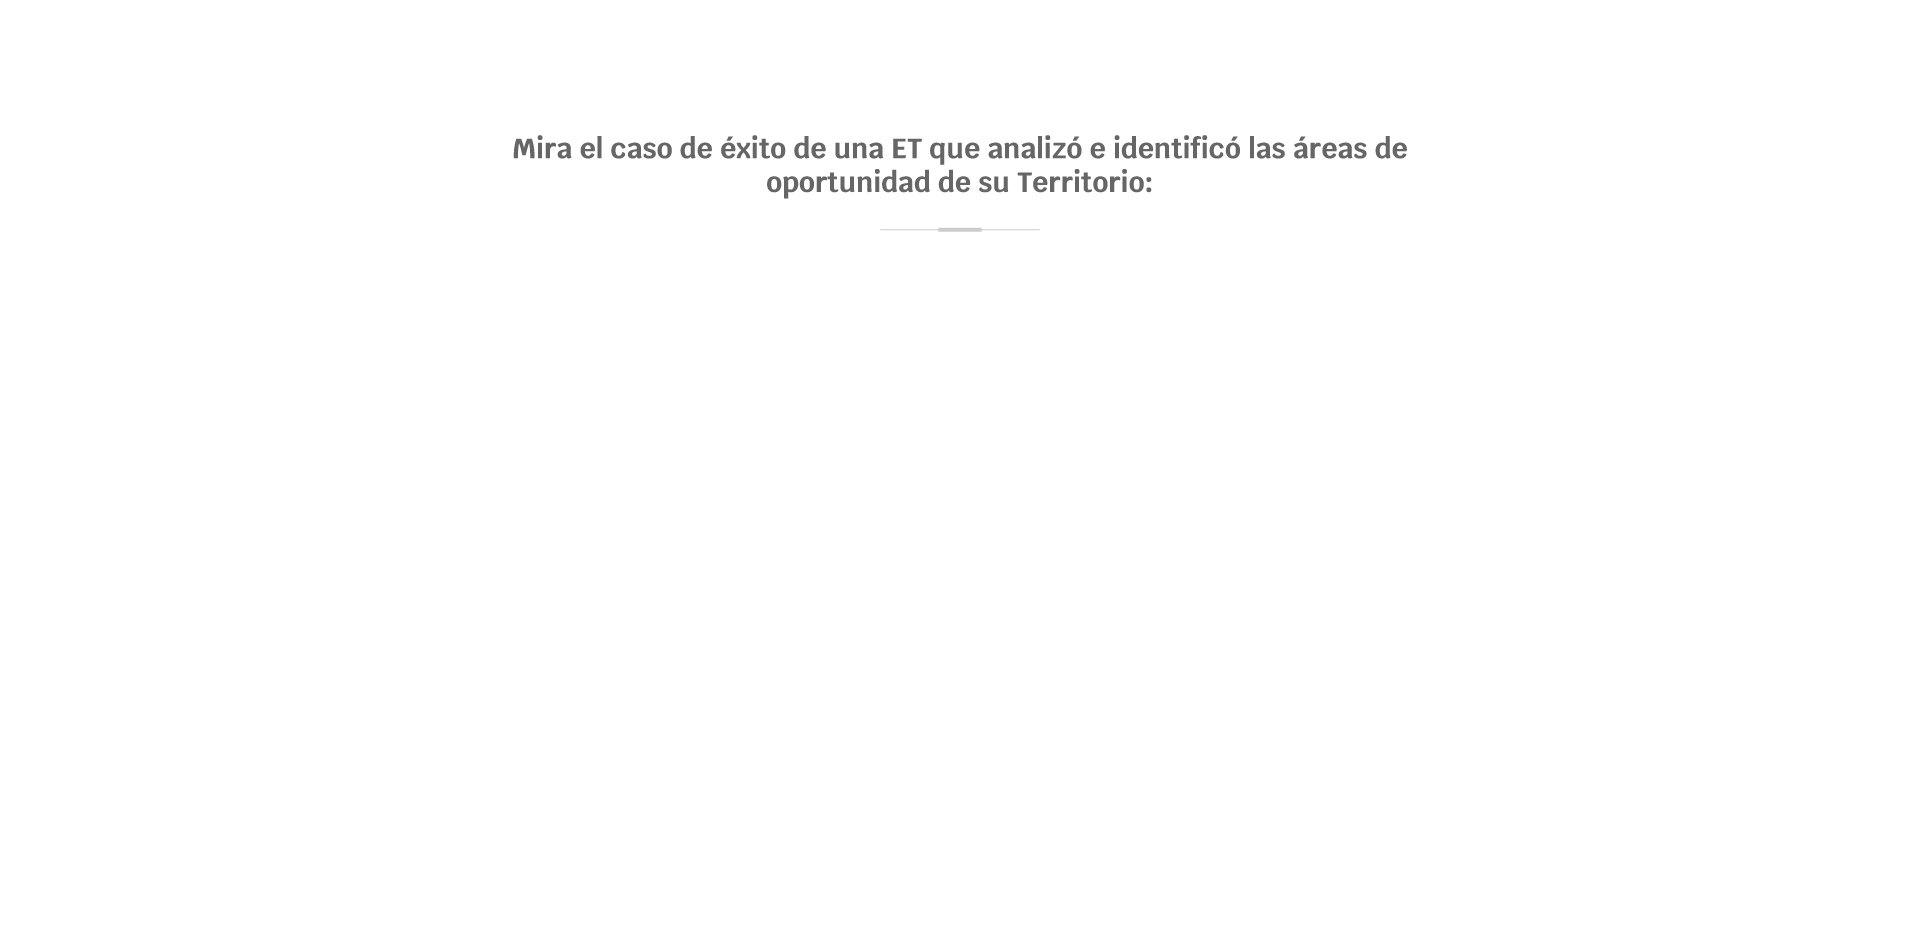 Mira el caso de éxito de una ET que analizó e identificó las áreas de
oportunidad de su Territorio: